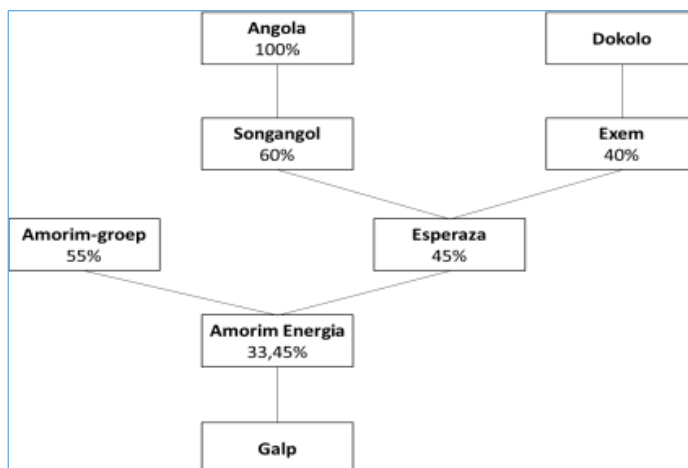 Angola
100%
Dokolo
Songangol
60%
Exem
40%
Amorim-groep
55%
Esperaza
45%
Amorim Energia
33,45%
Galp